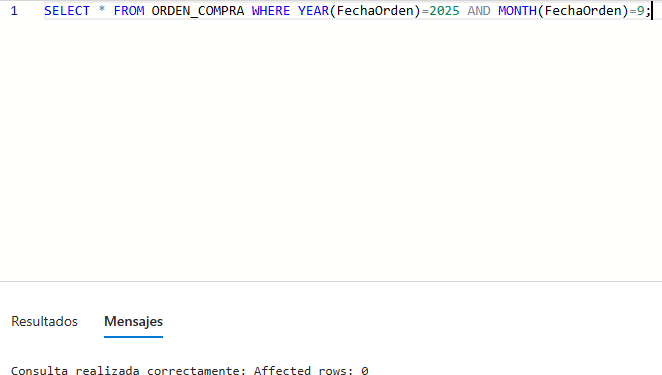 1 SELECT * FROM ORDEN_COMPRA WHERE YEAR(FechaOrden)=2025 AND MONTH(FechaOrden)=9;
Resultados Mensajes
Consulta realizada correctamente: Affected rows: 0